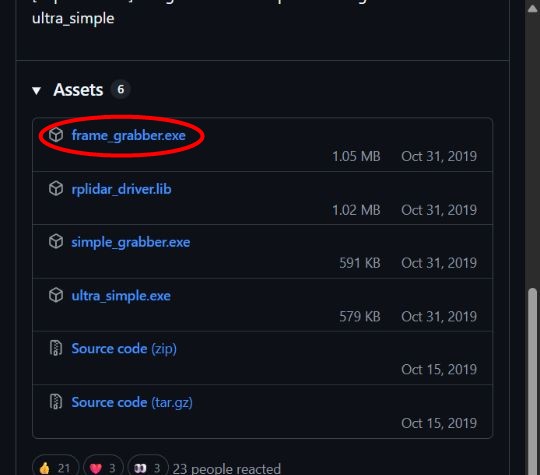 ultra_simple
Assets 6
frame_grabber.exe
1.05 MB Oct 31, 2019
rplidar_driver.lib
1.02 MB Oct 31, 2019
simple_grabber.exe
591 KB Oct 31, 2019
ultra_simple.exe
579 KB Oct 31, 2019
Source code (zip)
Oct 15, 2019
Source code (tar.gz)
Oct 15, 2019
21 3 3 23 people reacted